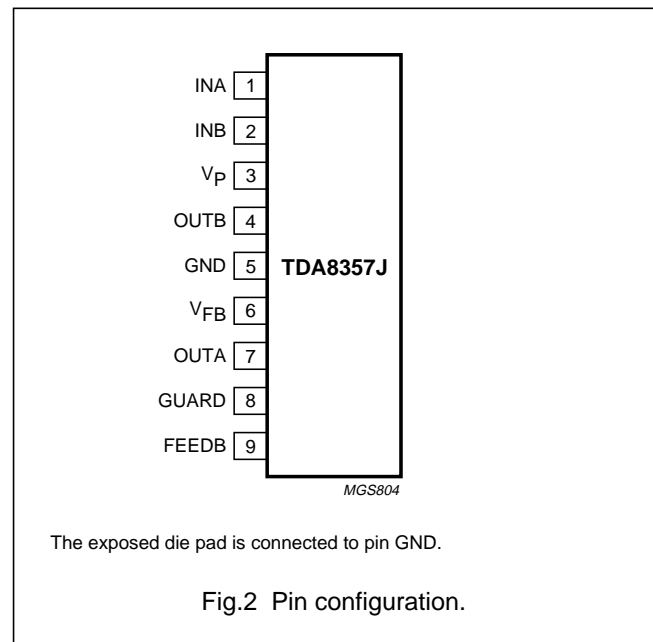 INA 1
INB 2
VP 3
OUTB 4
GND 5
VFB 6
OUTA 7
GUARD 8
FEEDB 9
TDA8357J
MGS804
The exposed die pad is connected to pin GND.
Fig.2 Pin configuration.